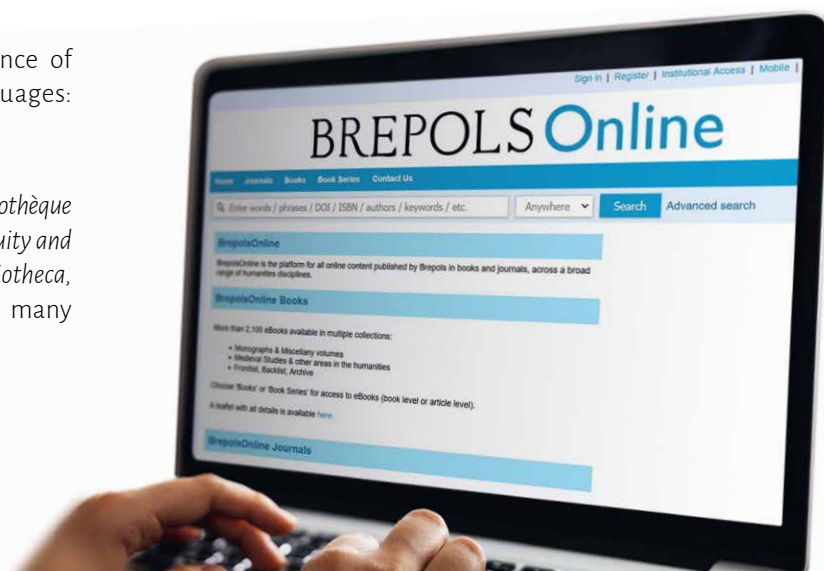 nce of
uages:
othèque
uity and
iotheca,
many
Sign in | Register | Institutional Access | Mobile |
BREPOLS Online
Home Journals Books Book Series Contact Us
Enter words / phrases / DOI / ISBN / authors / keywords / etc. Anywhere Search Advanced search
BrepolsOnline
BrepolsOnline is the platform for all online content published by Brepols in books and journals, across a broad
range of humanities disciplines.
BrepolsOnline Books
More than 2,100 eBooks available in multiple collections:
• Monographs & Miscellany volumes
• Medieval Studies & other areas in the humanities
• Frontlist, Backlist, Archive
Choose 'Books' or 'Book Series' for access to eBooks (book level or article level).
A leaflet with all details is available here.
BrepolsOnline Journals